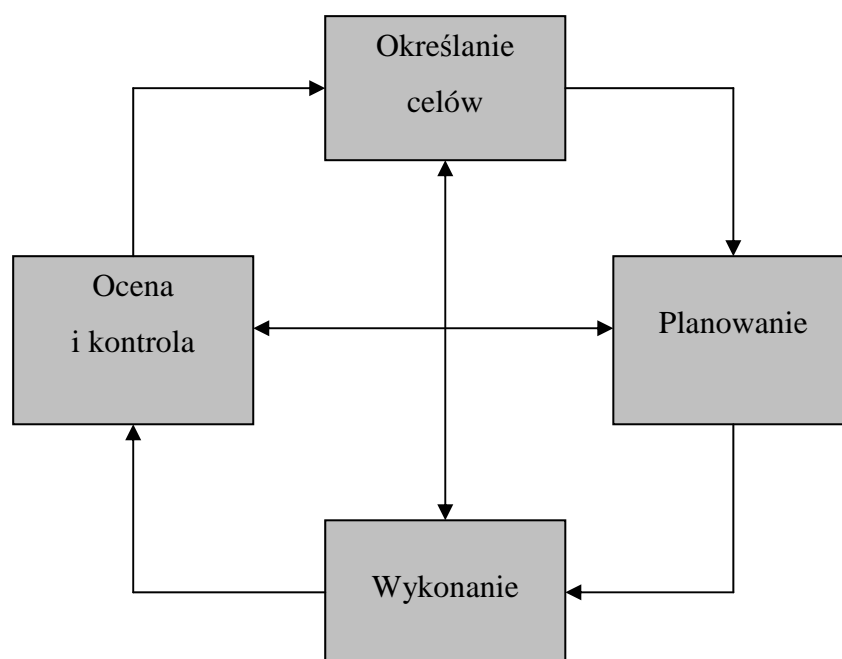 Określanie
celów
Ocena
i kontrola
Planowanie
Wykonanie